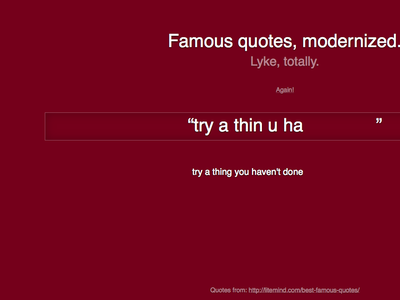 Famous quotes, modernized.
Lyke, totally.
Again!
“try a thin u ha ”
try a thing you haven't done
Quotes from: http://litemind.com/best-famous-quotes/